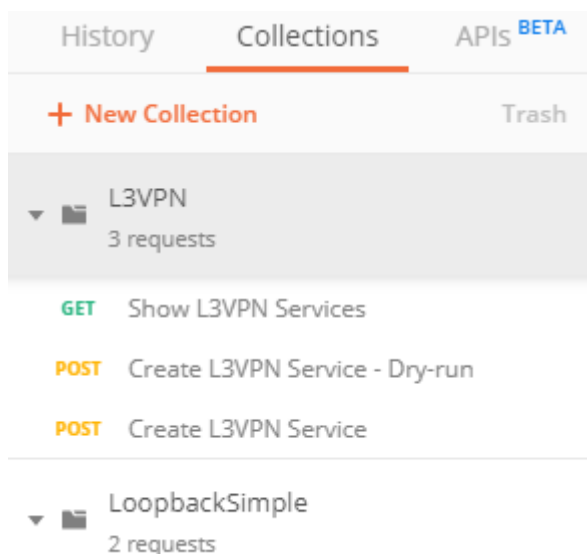 History Collections APIs BETA
+ New Collection Trash
L3VPN
3 requests
GET Show L3VPN Services
POST Create L3VPN Service - Dry-run
POST Create L3VPN Service
LoopbackSimple
2 requests